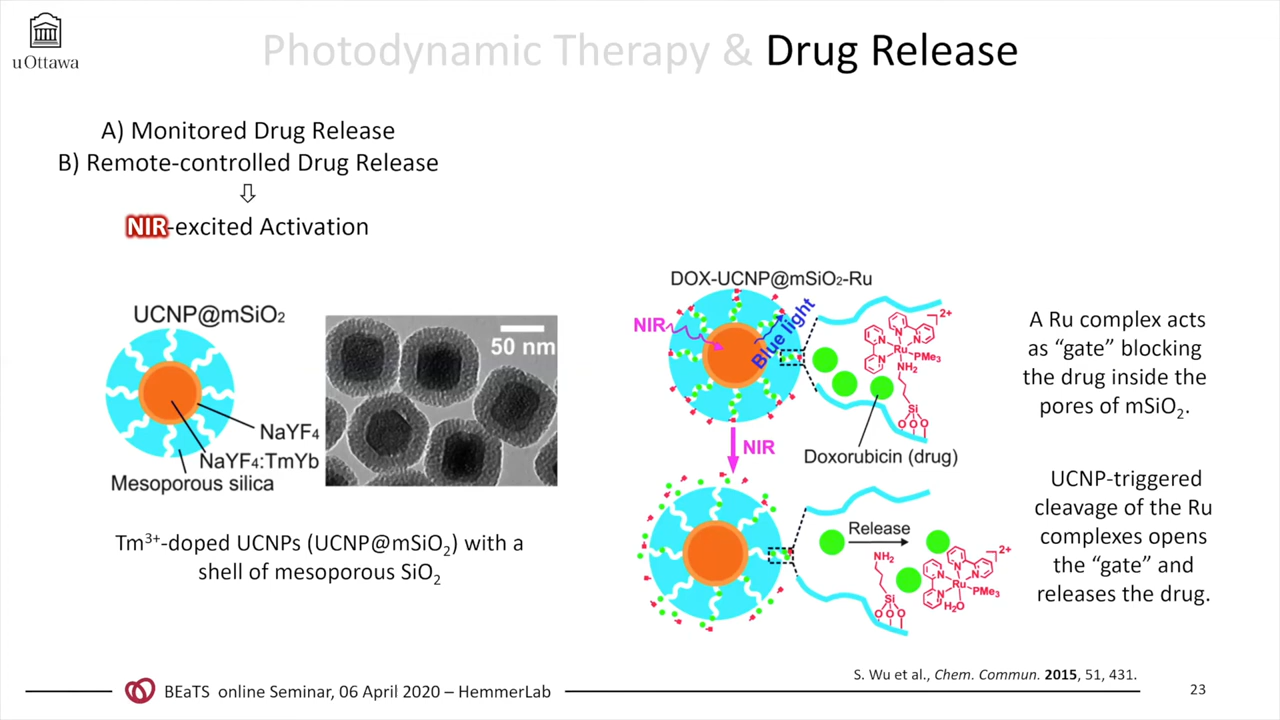 uOttawa
Photodynamic Therapy & Drug Release
A) Monitored Drug Release
B) Remote-controlled Drug Release
NIR-excited Activation
UCNP@mSiO₂
50 nm
NaYF₄
NaYF₄:TmYb
Mesoporous silica
Tm³⁺-doped UCNPs (UCNP@mSiO₂) with a
shell of mesoporous SiO₂
DOX-UCNP@mSiO₂-Ru
NIR
Blue light
2+
N
N
N
N
N
Ru
PMe₃
NH₂
Si
O O O
Doxorubicin (drug)
NIR
Release
NH₂
Si
O O O
2+
N
N
N
N
Ru
PMe₃
H₂O
A Ru complex acts
as “gate” blocking
the drug inside the
pores of mSiO₂.
UCNP-triggered
cleavage of the Ru
complexes opens
the “gate” and
releases the drug.
S. Wu et al., Chem. Commun. 2015, 51, 431.
BEaTS online Seminar, 06 April 2020 – HemmerLab
23